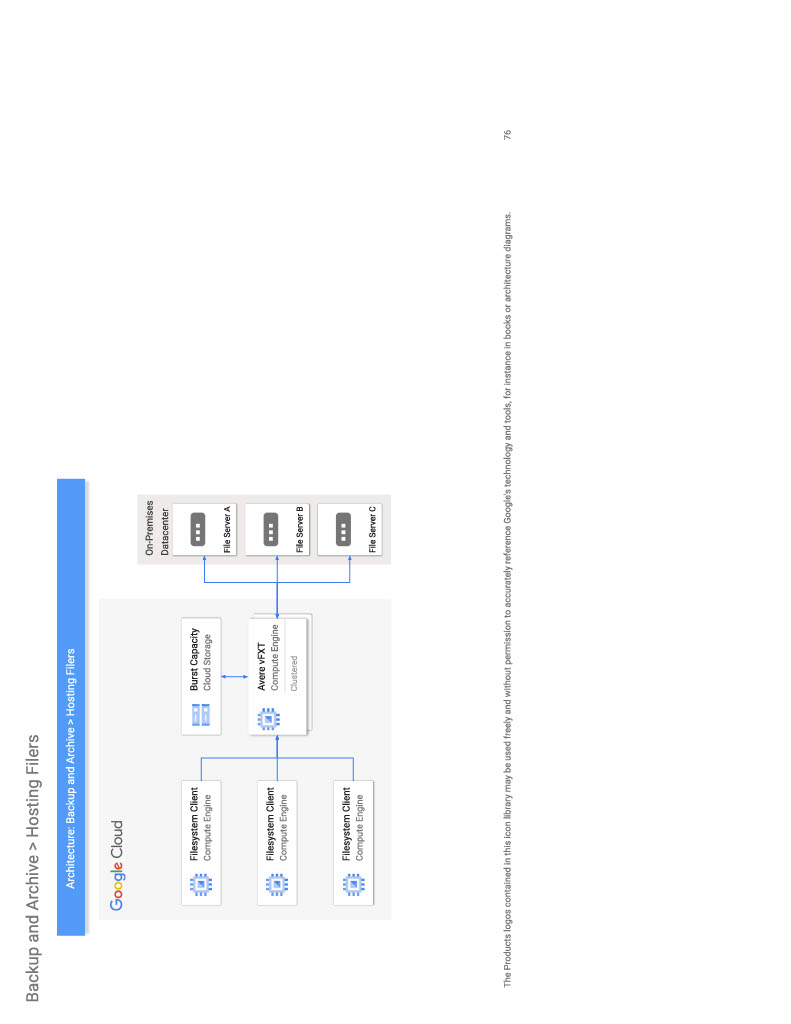 Backup and Archive > Hosting Filers
Architecture: Backup and Archive > Hosting Filers
Google Cloud
Filesystem Client
Compute Engine
Filesystem Client
Compute Engine
Filesystem Client
Compute Engine
Burst Capacity
Cloud Storage
Avere vFXT
Compute Engine
Clustered
On-Premises
Datacenter
File Server A
File Server B
File Server C
The Products logos contained in this icon library may be used freely and without permission to accurately reference Google's technology and tools, for instance in books or architecture diagrams.
76